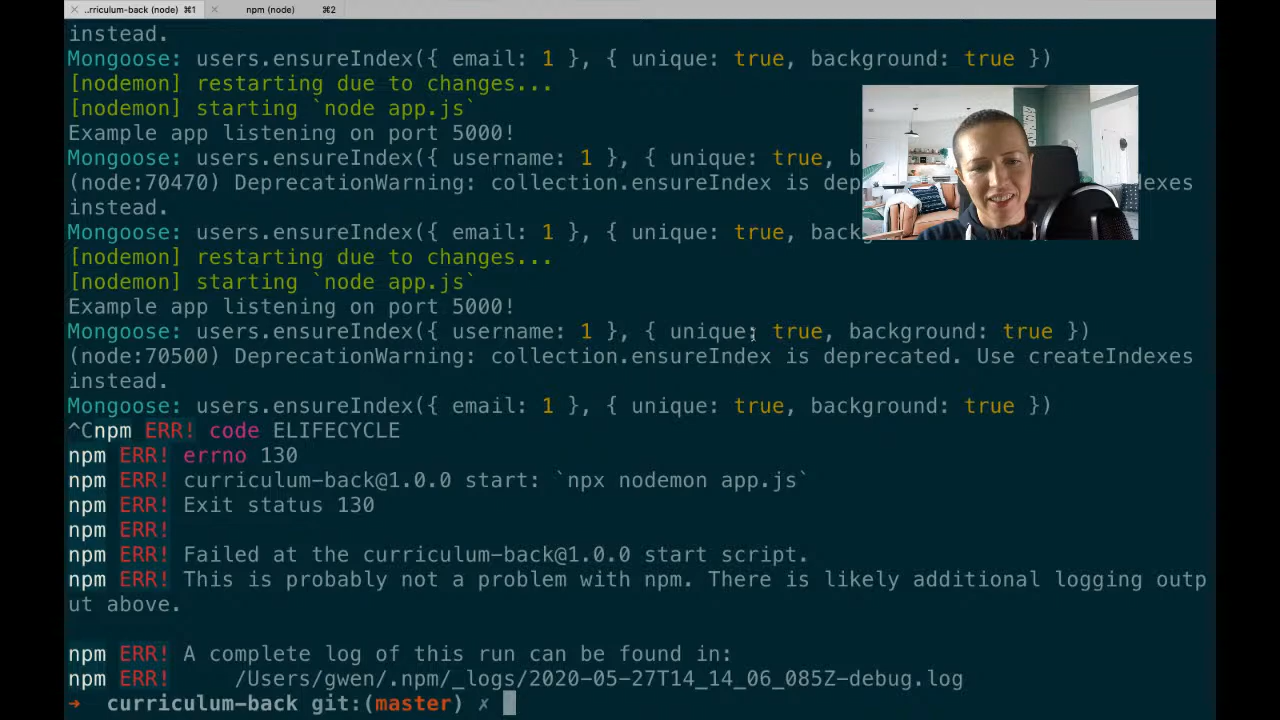 ..rriculum-back (node) ⌘1 npm (node) ⌘2
instead.
Mongoose: users.ensureIndex({ email: 1 }, { unique: true, background: true })
[nodemon] restarting due to changes...
[nodemon] starting `node app.js`
Example app listening on port 5000!
Mongoose: users.ensureIndex({ username: 1 }, { unique: true, b
(node:70470) DeprecationWarning: collection.ensureIndex is dep exes
instead.
Mongoose: users.ensureIndex({ email: 1 }, { unique: true, back
[nodemon] restarting due to changes...
[nodemon] starting `node app.js`
Example app listening on port 5000!
Mongoose: users.ensureIndex({ username: 1 }, { unique: true, background: true })
(node:70500) DeprecationWarning: collection.ensureIndex is deprecated. Use createIndexes
instead.
Mongoose: users.ensureIndex({ email: 1 }, { unique: true, background: true })
^Cnpm ERR! code ELIFECYCLE
npm ERR! errno 130
npm ERR! curriculum-back@1.0.0 start: `npx nodemon app.js`
npm ERR! Exit status 130
npm ERR!
npm ERR! Failed at the curriculum-back@1.0.0 start script.
npm ERR! This is probably not a problem with npm. There is likely additional logging outp
ut above.
npm ERR! A complete log of this run can be found in:
npm ERR!     /Users/gwen/.npm/_logs/2020-05-27T14_14_06_085Z-debug.log
➜  curriculum-back git:(master) ✗